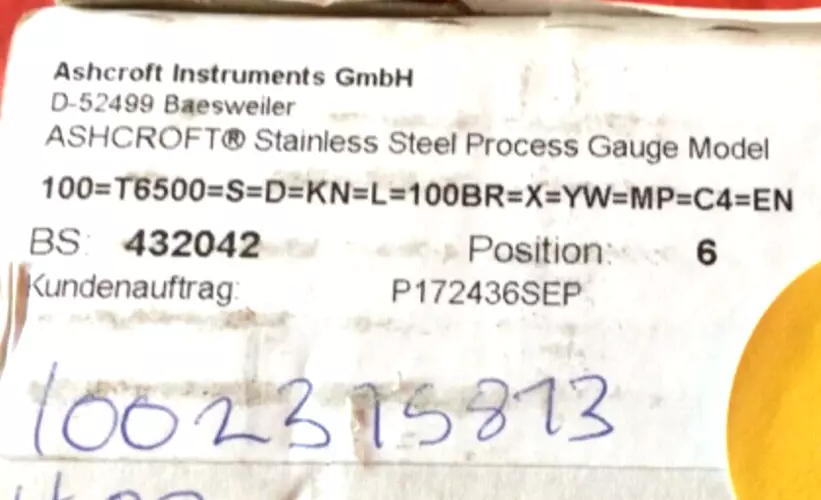 Ashcroft Instruments GmbH
D-52499 Baesweiler
ASHCROFT® Stainless Steel Process Gauge Model
100=T6500=S=D=KN=L=100BR=X=YW=MP=C4=EN
BS: 432042 Position: 6
Kundenauftrag: P172436SEP
1002315813